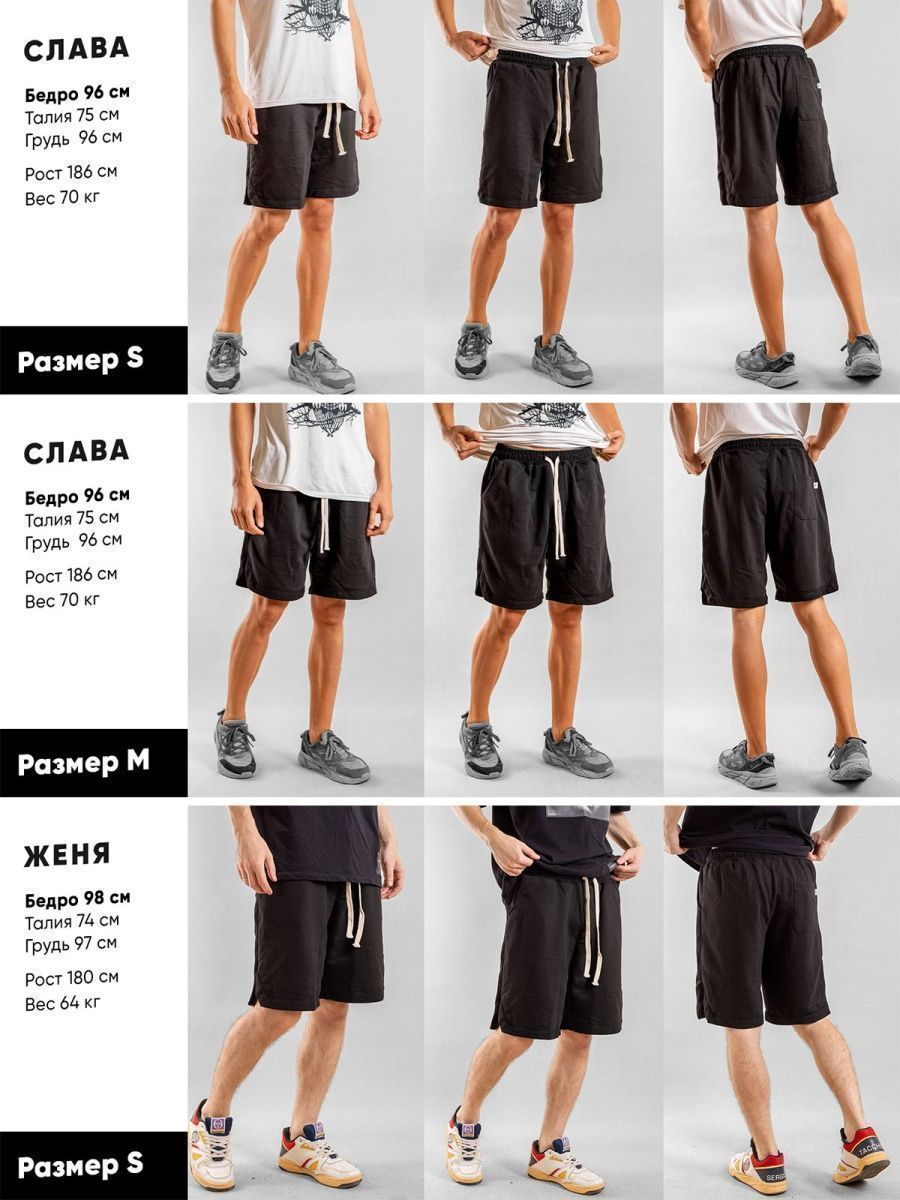 СЛАВА
Бедро 96 см
Талия 75 см
Грудь 96 см
Рост 186 см
Вес 70 кг
Размер S
СЛАВА
Бедро 96 см
Талия 75 см
Грудь 96 см
Рост 186 см
Вес 70 кг
Размер M
ЖЕНЯ
Бедро 98 см
Талия 74 см
Грудь 97 см
Рост 180 см
Вес 64 кг
Размер S